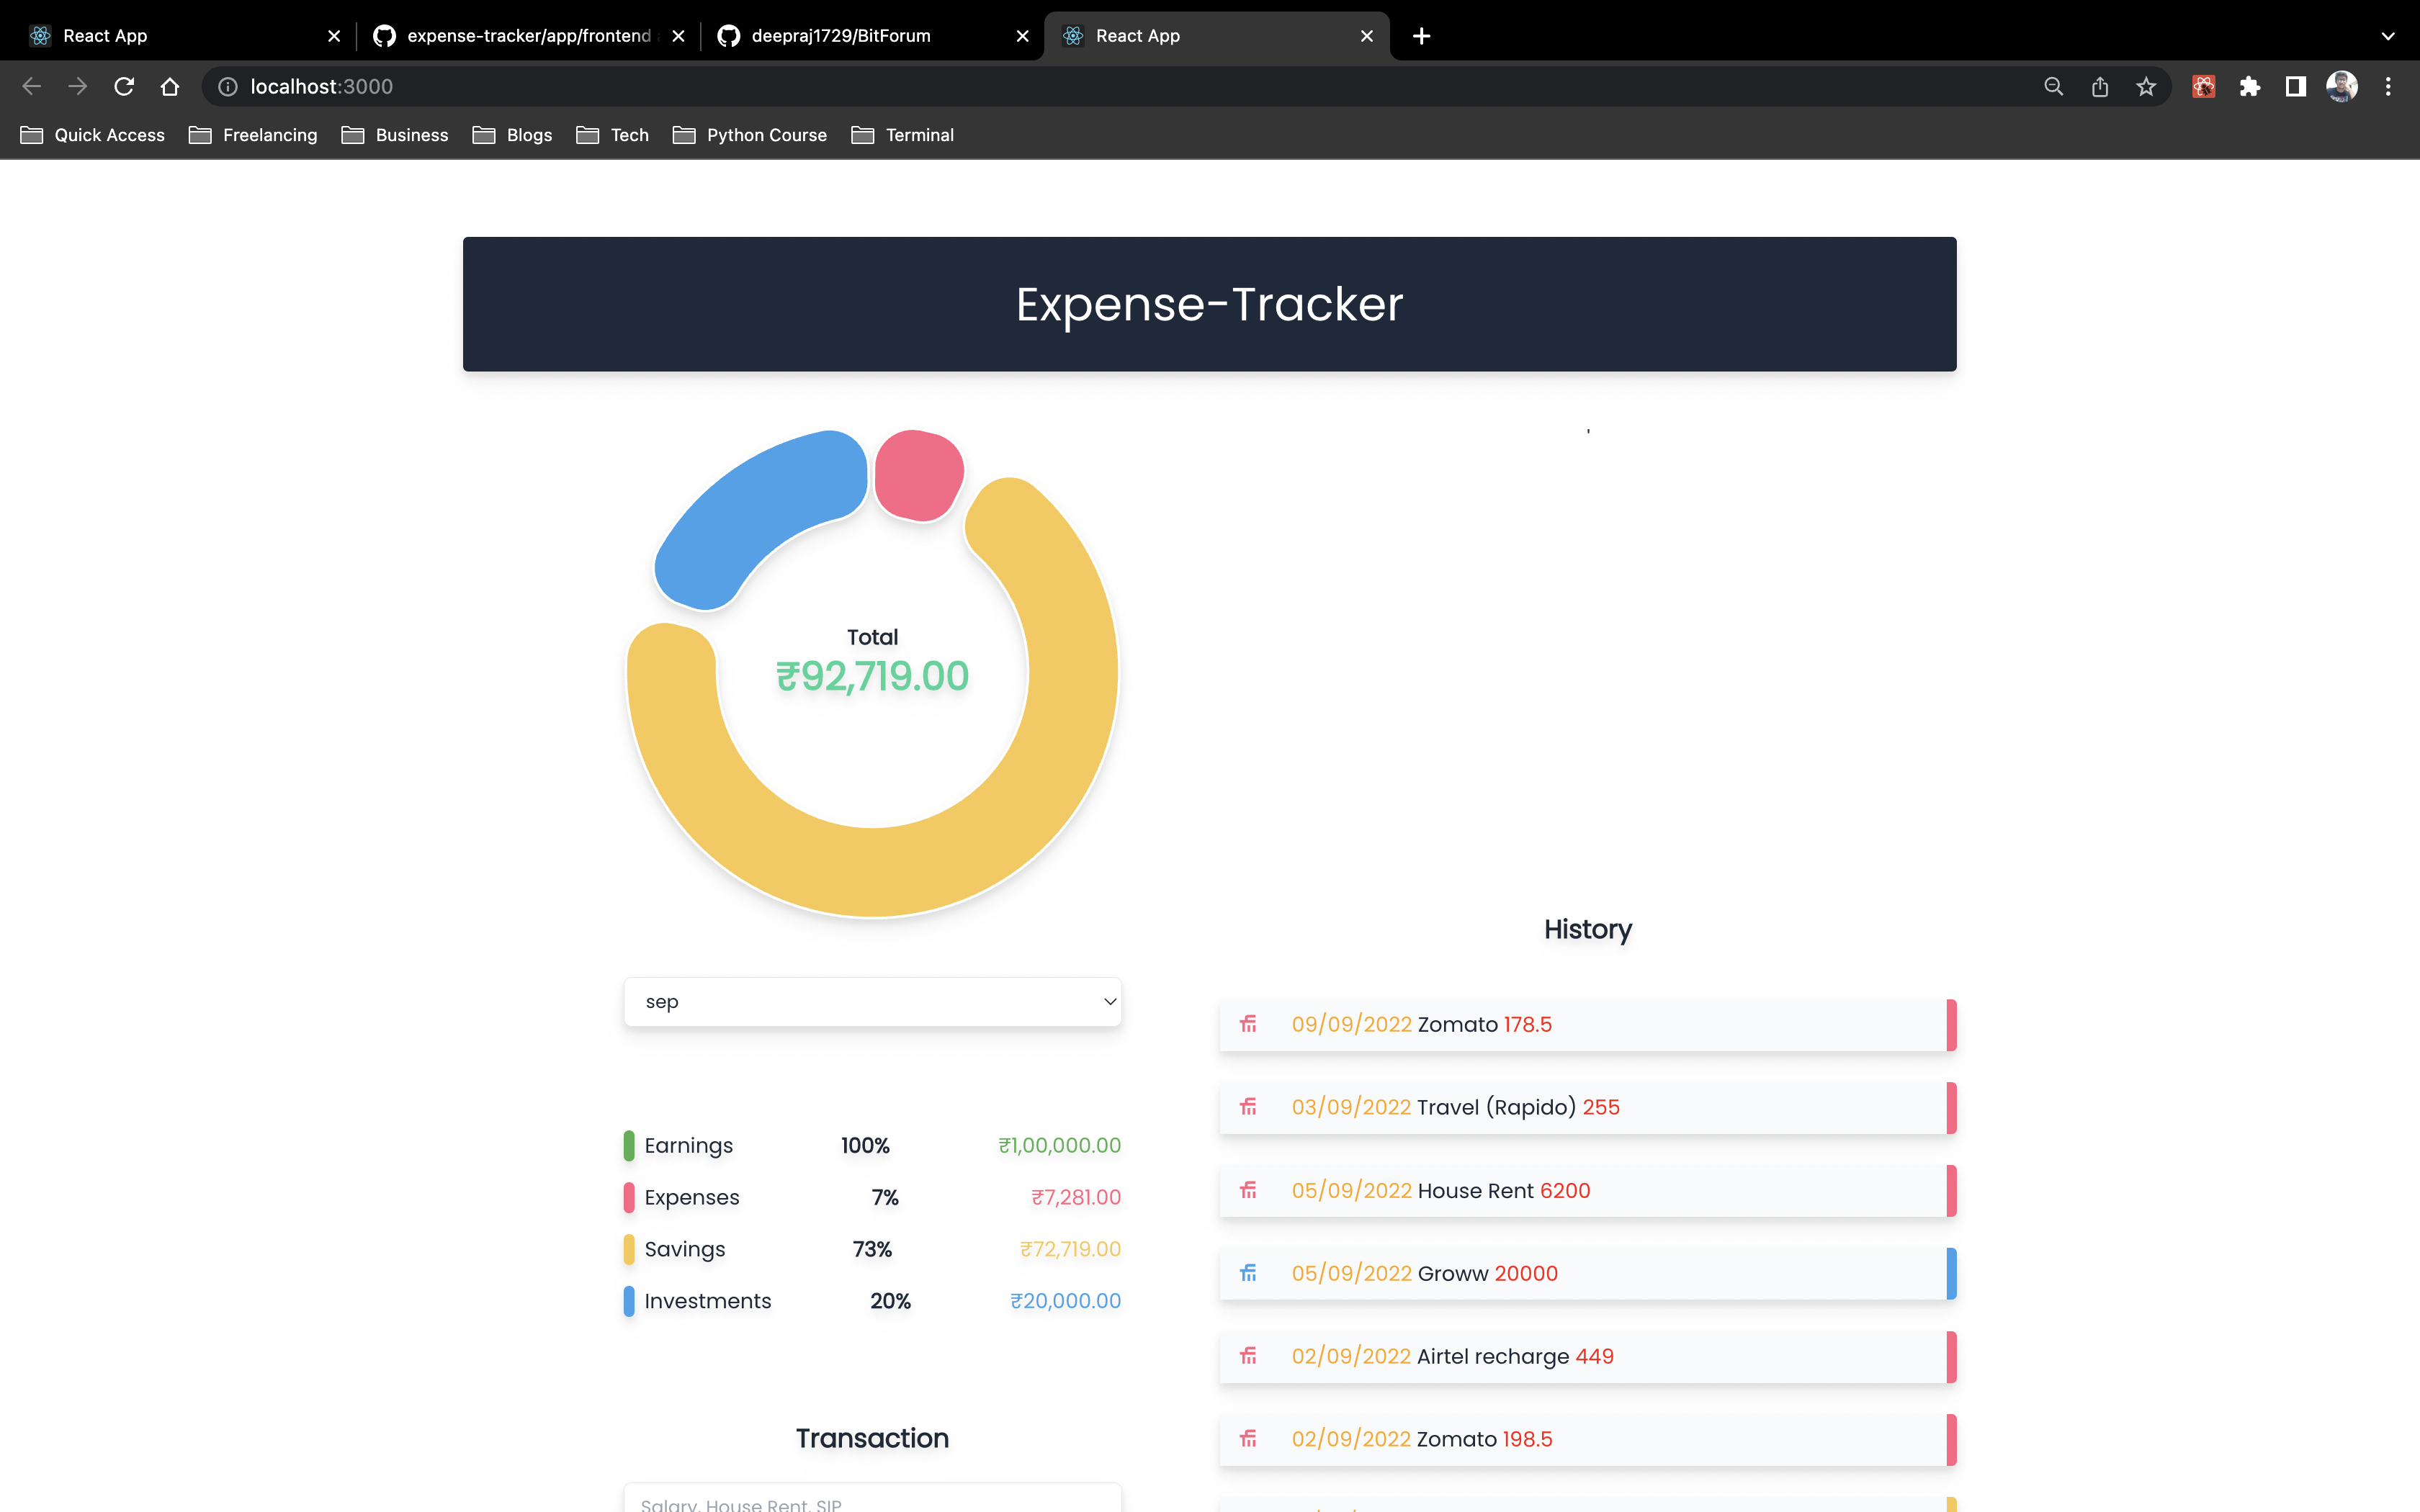 React App
expense-tracker/app/frontend
deepraj1729/BitForum
React App
localhost:3000
Quick Access
Freelancing
Business
Blogs
Tech
Python Course
Terminal
Expense-Tracker
'
Total
₹92,719.00
sep
Earnings 100% ₹1,00,000.00
Expenses 7% ₹7,281.00
Savings 73% ₹72,719.00
Investments 20% ₹20,000.00
Transaction
Salary, House Rent, SIP
History
09/09/2022 Zomato 178.5
03/09/2022 Travel (Rapido) 255
05/09/2022 House Rent 6200
05/09/2022 Groww 20000
02/09/2022 Airtel recharge 449
02/09/2022 Zomato 198.5